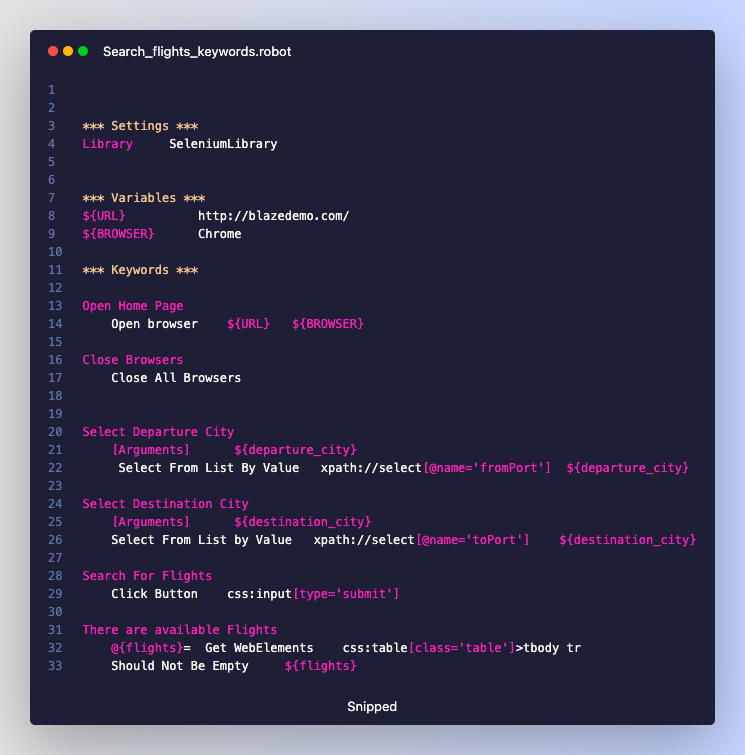 Search_flights_keywords.robot
1
2
3 *** Settings ***
4 Library     SeleniumLibrary
5
6
7 *** Variables ***
8 ${URL}          http://blazedemo.com/
9 ${BROWSER}      Chrome
10
11 *** Keywords ***
12
13 Open Home Page
14     Open browser    ${URL}   ${BROWSER}
15
16 Close Browsers
17     Close All Browsers
18
19
20 Select Departure City
21     [Arguments]      ${departure_city}
22      Select From List By Value   xpath://select[@name='fromPort']  ${departure_city}
23
24 Select Destination City
25     [Arguments]      ${destination_city}
26     Select From List by Value   xpath://select[@name='toPort']    ${destination_city}
27
28 Search For Flights
29     Click Button    css:input[type='submit']
30
31 There are available Flights
32     @{flights}=  Get WebElements    css:table[class='table']>tbody tr
33     Should Not Be Empty     ${flights}
Snipped